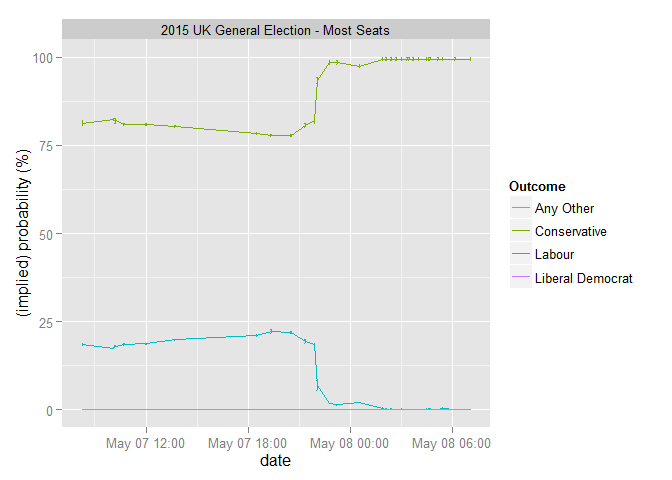 2015 UK General Election - Most Seats
100
75
50
25
0
(implied) probability (%)
May 07 12:00 May 07 18:00 May 08 00:00 May 08 06:00
date
Outcome
Any Other
Conservative
Labour
Liberal Democrat